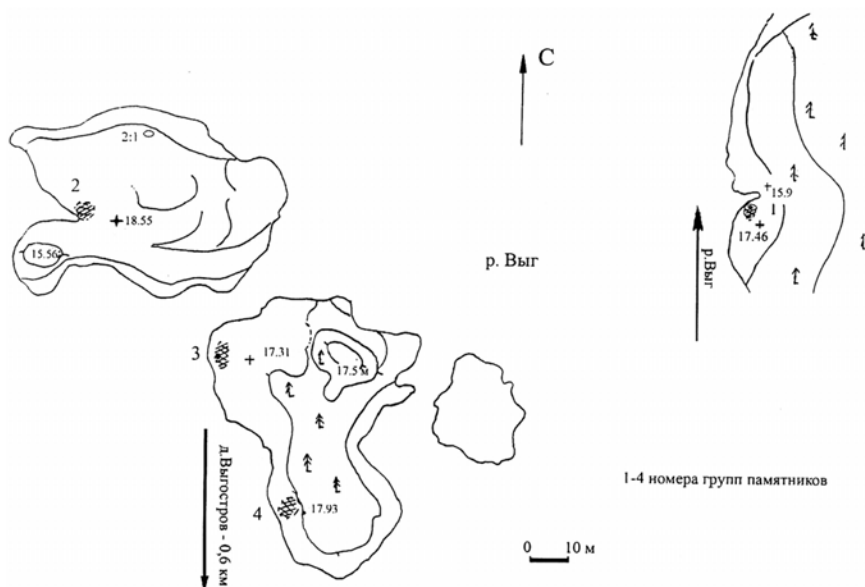 С
2:1
2
18.55
15.56
р. Выг
15.9
1
17.46
р.Выг
3
17.31
17.5 м
д.Выгостров - 0,6 км
4
17.93
1-4 номера групп памятников
0 10 м